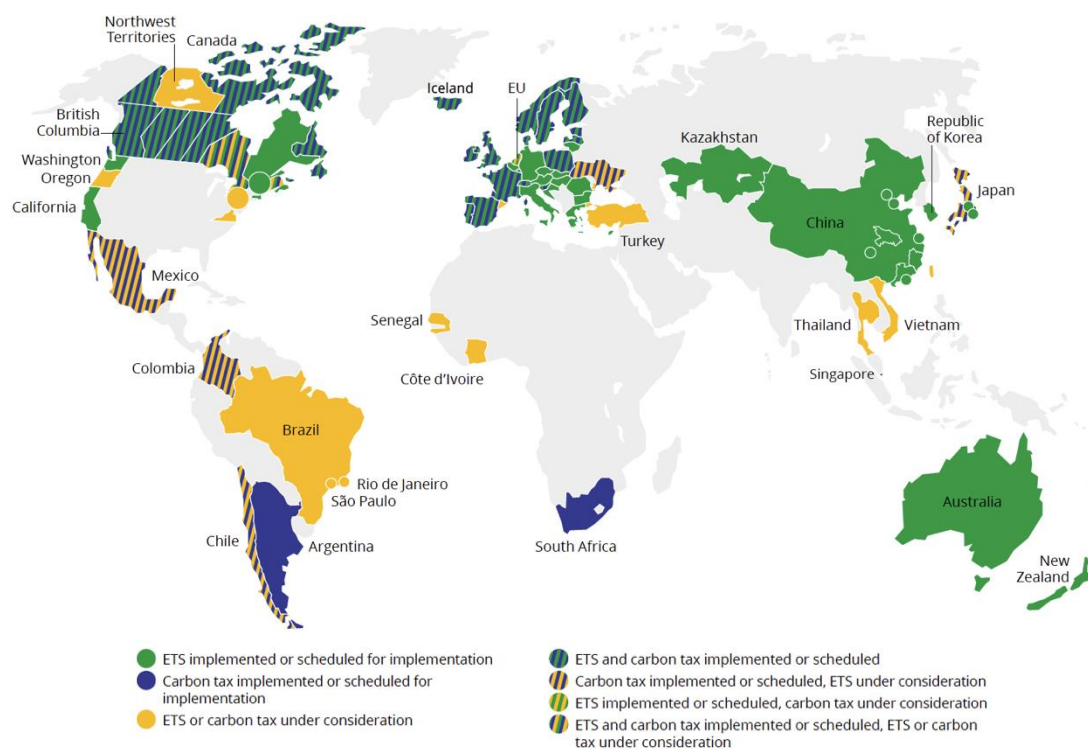 Northwest
Territories
Canada
British
Columbia
Washington
Oregon
California
Mexico
Colombia
Brazil
Rio de Janeiro
São Paulo
Chile
Argentina
Iceland
EU
Kazakhstan
Republic
of Korea
Japan
China
Turkey
Senegal
Côte d'Ivoire
Thailand
Vietnam
Singapore
South Africa
Australia
New
Zealand
ETS implemented or scheduled for implementation
Carbon tax implemented or scheduled for
implementation
ETS or carbon tax under consideration
ETS and carbon tax implemented or scheduled
Carbon tax implemented or scheduled, ETS under consideration
ETS implemented or scheduled, carbon tax under consideration
ETS and carbon tax implemented or scheduled, ETS or carbon
tax under consideration